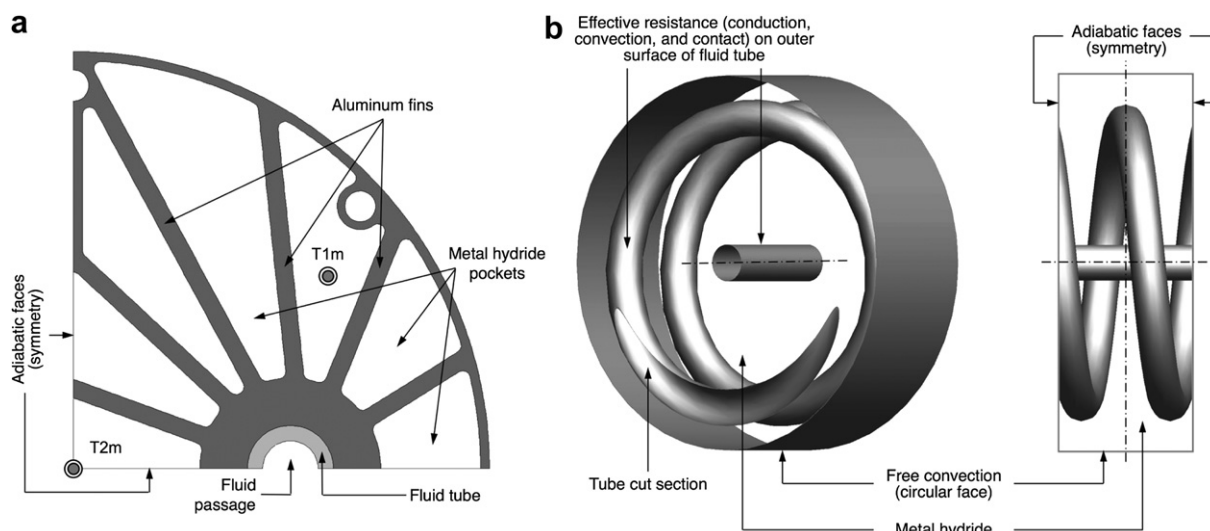 a
Aluminum fins
T1m
Metal hydride
pockets
Adiabatic faces
(symmetry)
T2m
Fluid
passage
Fluid tube
b
Effective resistance (conduction,
convection, and contact) on outer
surface of fluid tube
Adiabatic faces
(symmetry)
Tube cut section
Free convection
(circular face)
Metal hydride